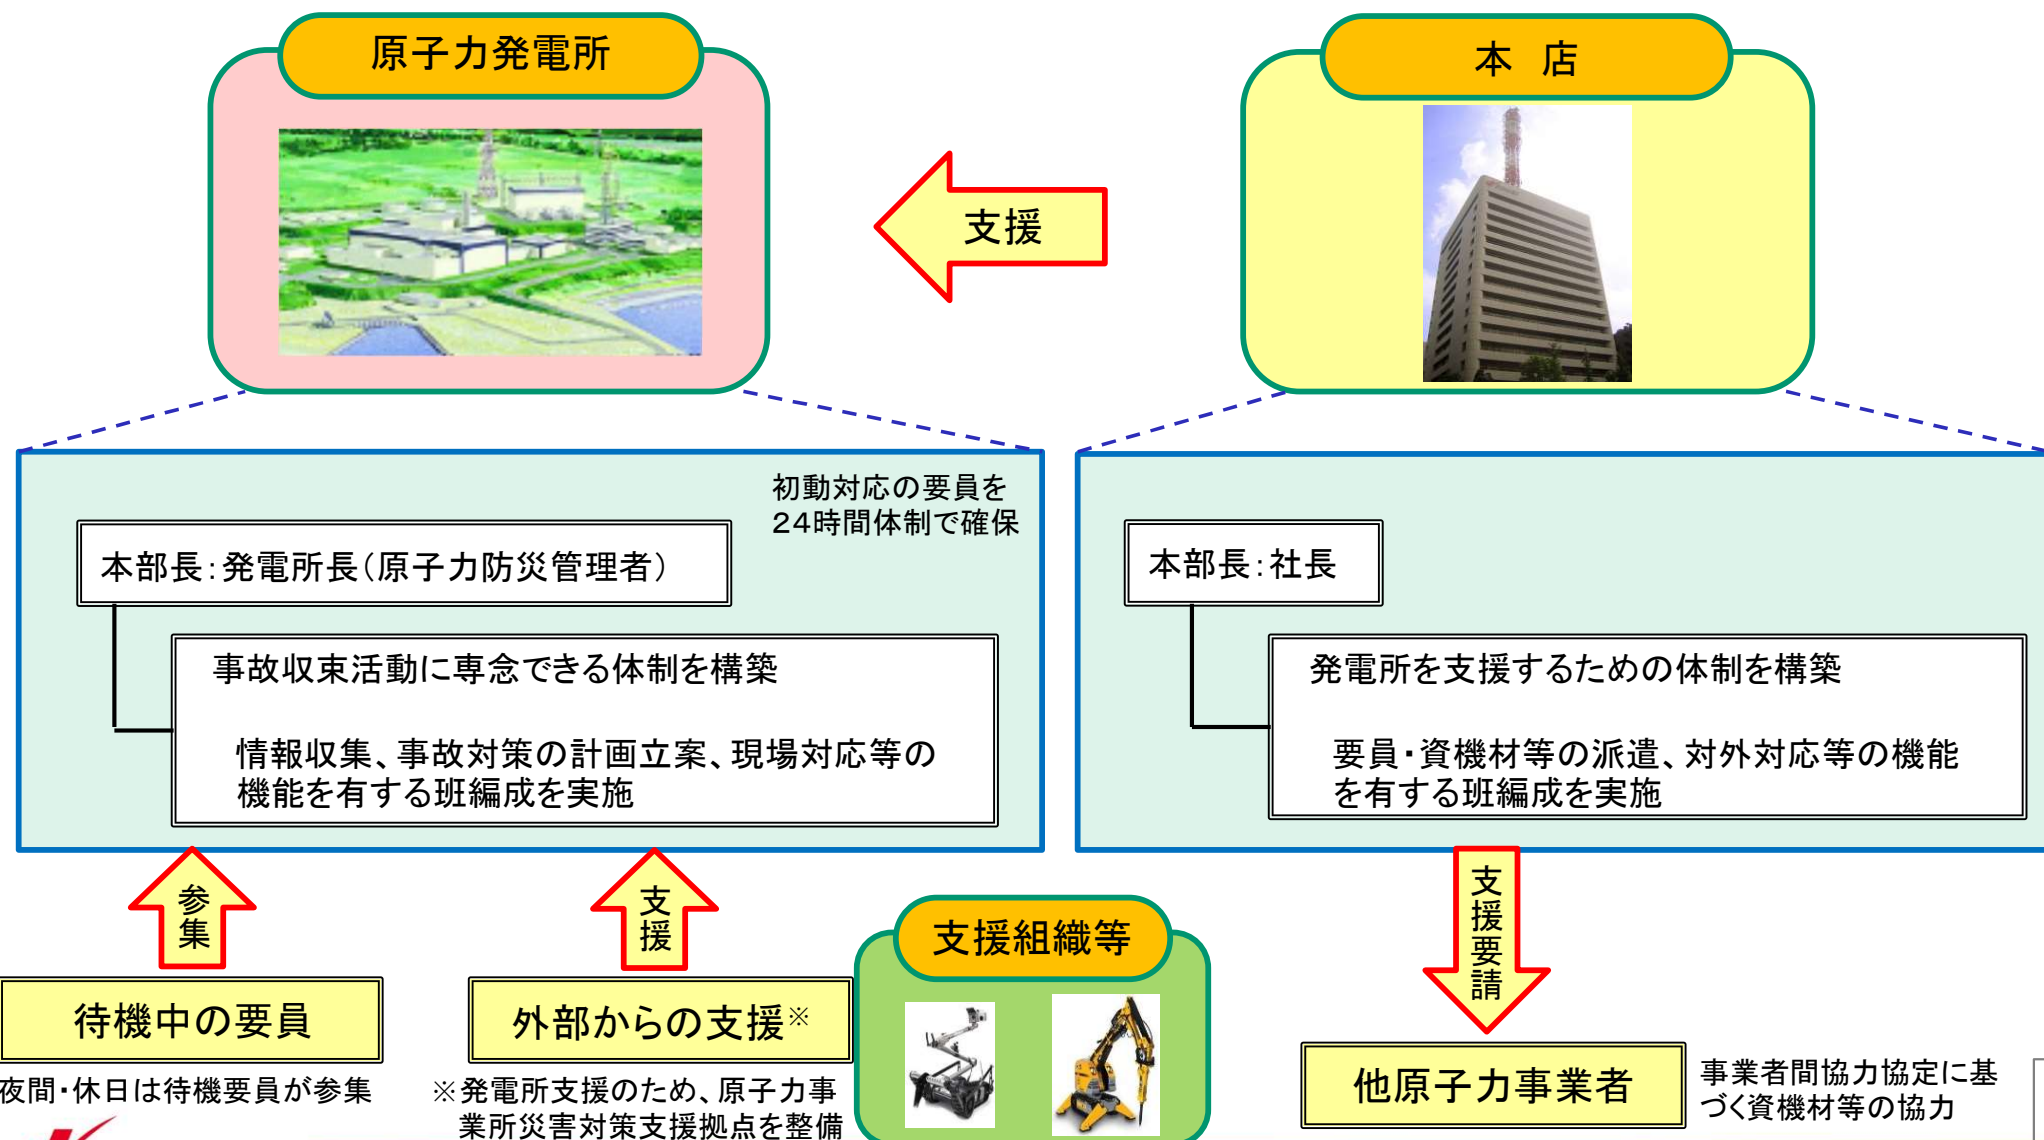 原子力発電所
本 店
支援
初動対応の要員を
24時間体制で確保
本部長：発電所長（原子力防災管理者）
事故収束活動に専念できる体制を構築
情報収集、事故対策の計画立案、現場対応等の
機能を有する班編成を実施
本部長：社長
発電所を支援するための体制を構築
要員・資機材等の派遣、対外対応等の機能
を有する班編成を実施
参集
支援
支援要請
支援組織等
待機中の要員
夜間・休日は待機要員が参集
外部からの支援※
※発電所支援のため、原子力事
業所災害対策支援拠点を整備
他原子力事業者
事業者間協力協定に基
づく資機材等の協力